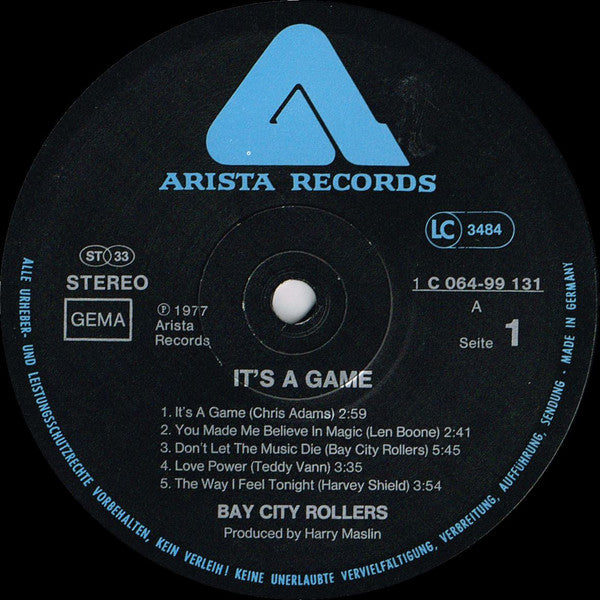 ARISTA RECORDS
LC 3484
ST 33
STEREO
GEMA
℗ 1977
Arista
Records
1 C 064-99 131
A
Seite 1
IT'S A GAME
1. It's A Game (Chris Adams) 2:59
2. You Made Me Believe In Magic (Len Boone) 2:41
3. Don't Let The Music Die (Bay City Rollers) 5:45
4. Love Power (Teddy Vann) 3:35
5. The Way I Feel Tonight (Harvey Shield) 3:54
BAY CITY ROLLERS
Produced by Harry Maslin
ALLE URHEBER- UND LEISTUNGSSCHUTZRECHTE VORBEHALTEN, KEIN VERLEIH! KEINE UNERLAUBTE VERVIELFÄLTIGUNG, VERBREITUNG, AUFFÜHRUNG, SENDUNG · MADE IN GERMANY